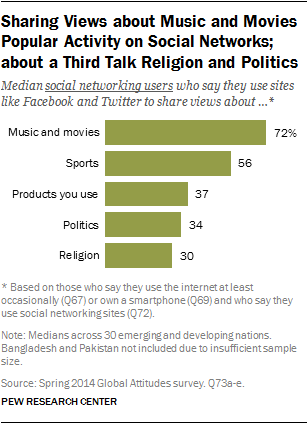 Sharing Views about Music and Movies
Popular Activity on Social Networks;
about a Third Talk Religion and Politics
Median social networking users who say they use sites
like Facebook and Twitter to share views about ...*
Music and movies 72%
Sports 56
Products you use 37
Politics 34
Religion 30
* Based on those who say they use the internet at least
occasionally (Q67) or own a smartphone (Q69) and who say they
use social networking sites (Q72).
Note: Medians across 30 emerging and developing nations.
Bangladesh and Pakistan not included due to insufficient sample
size.
Source: Spring 2014 Global Attitudes survey. Q73a-e.
PEW RESEARCH CENTER